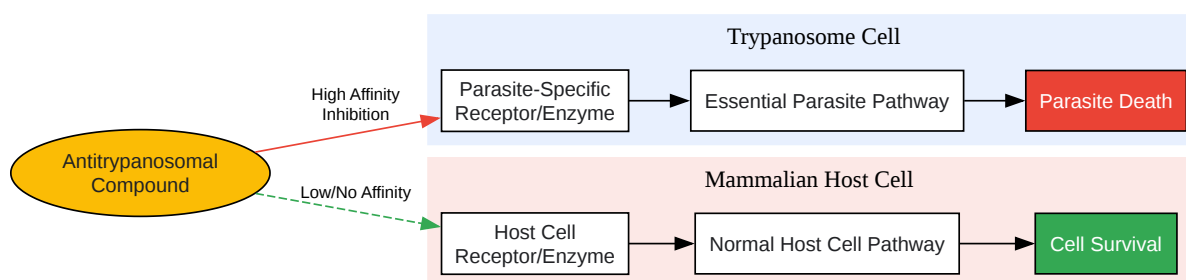 Trypanosome Cell
High Affinity
Inhibition
Parasite-Specific
Receptor/Enzyme
Essential Parasite Pathway
Parasite Death
Antitrypanosomal
Compound
Mammalian Host Cell
Low/No Affinity
Host Cell
Receptor/Enzyme
Normal Host Cell Pathway
Cell Survival